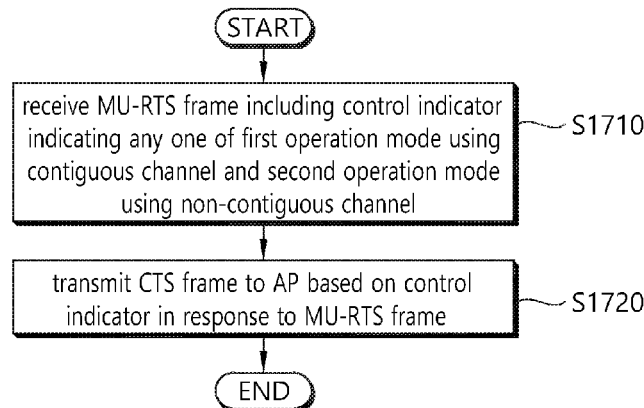 START
receive MU-RTS frame including control indicator
indicating any one of first operation mode using
contiguous channel and second operation mode
using non-contiguous channel
S1710
transmit CTS frame to AP based on control
indicator in response to MU-RTS frame
S1720
END